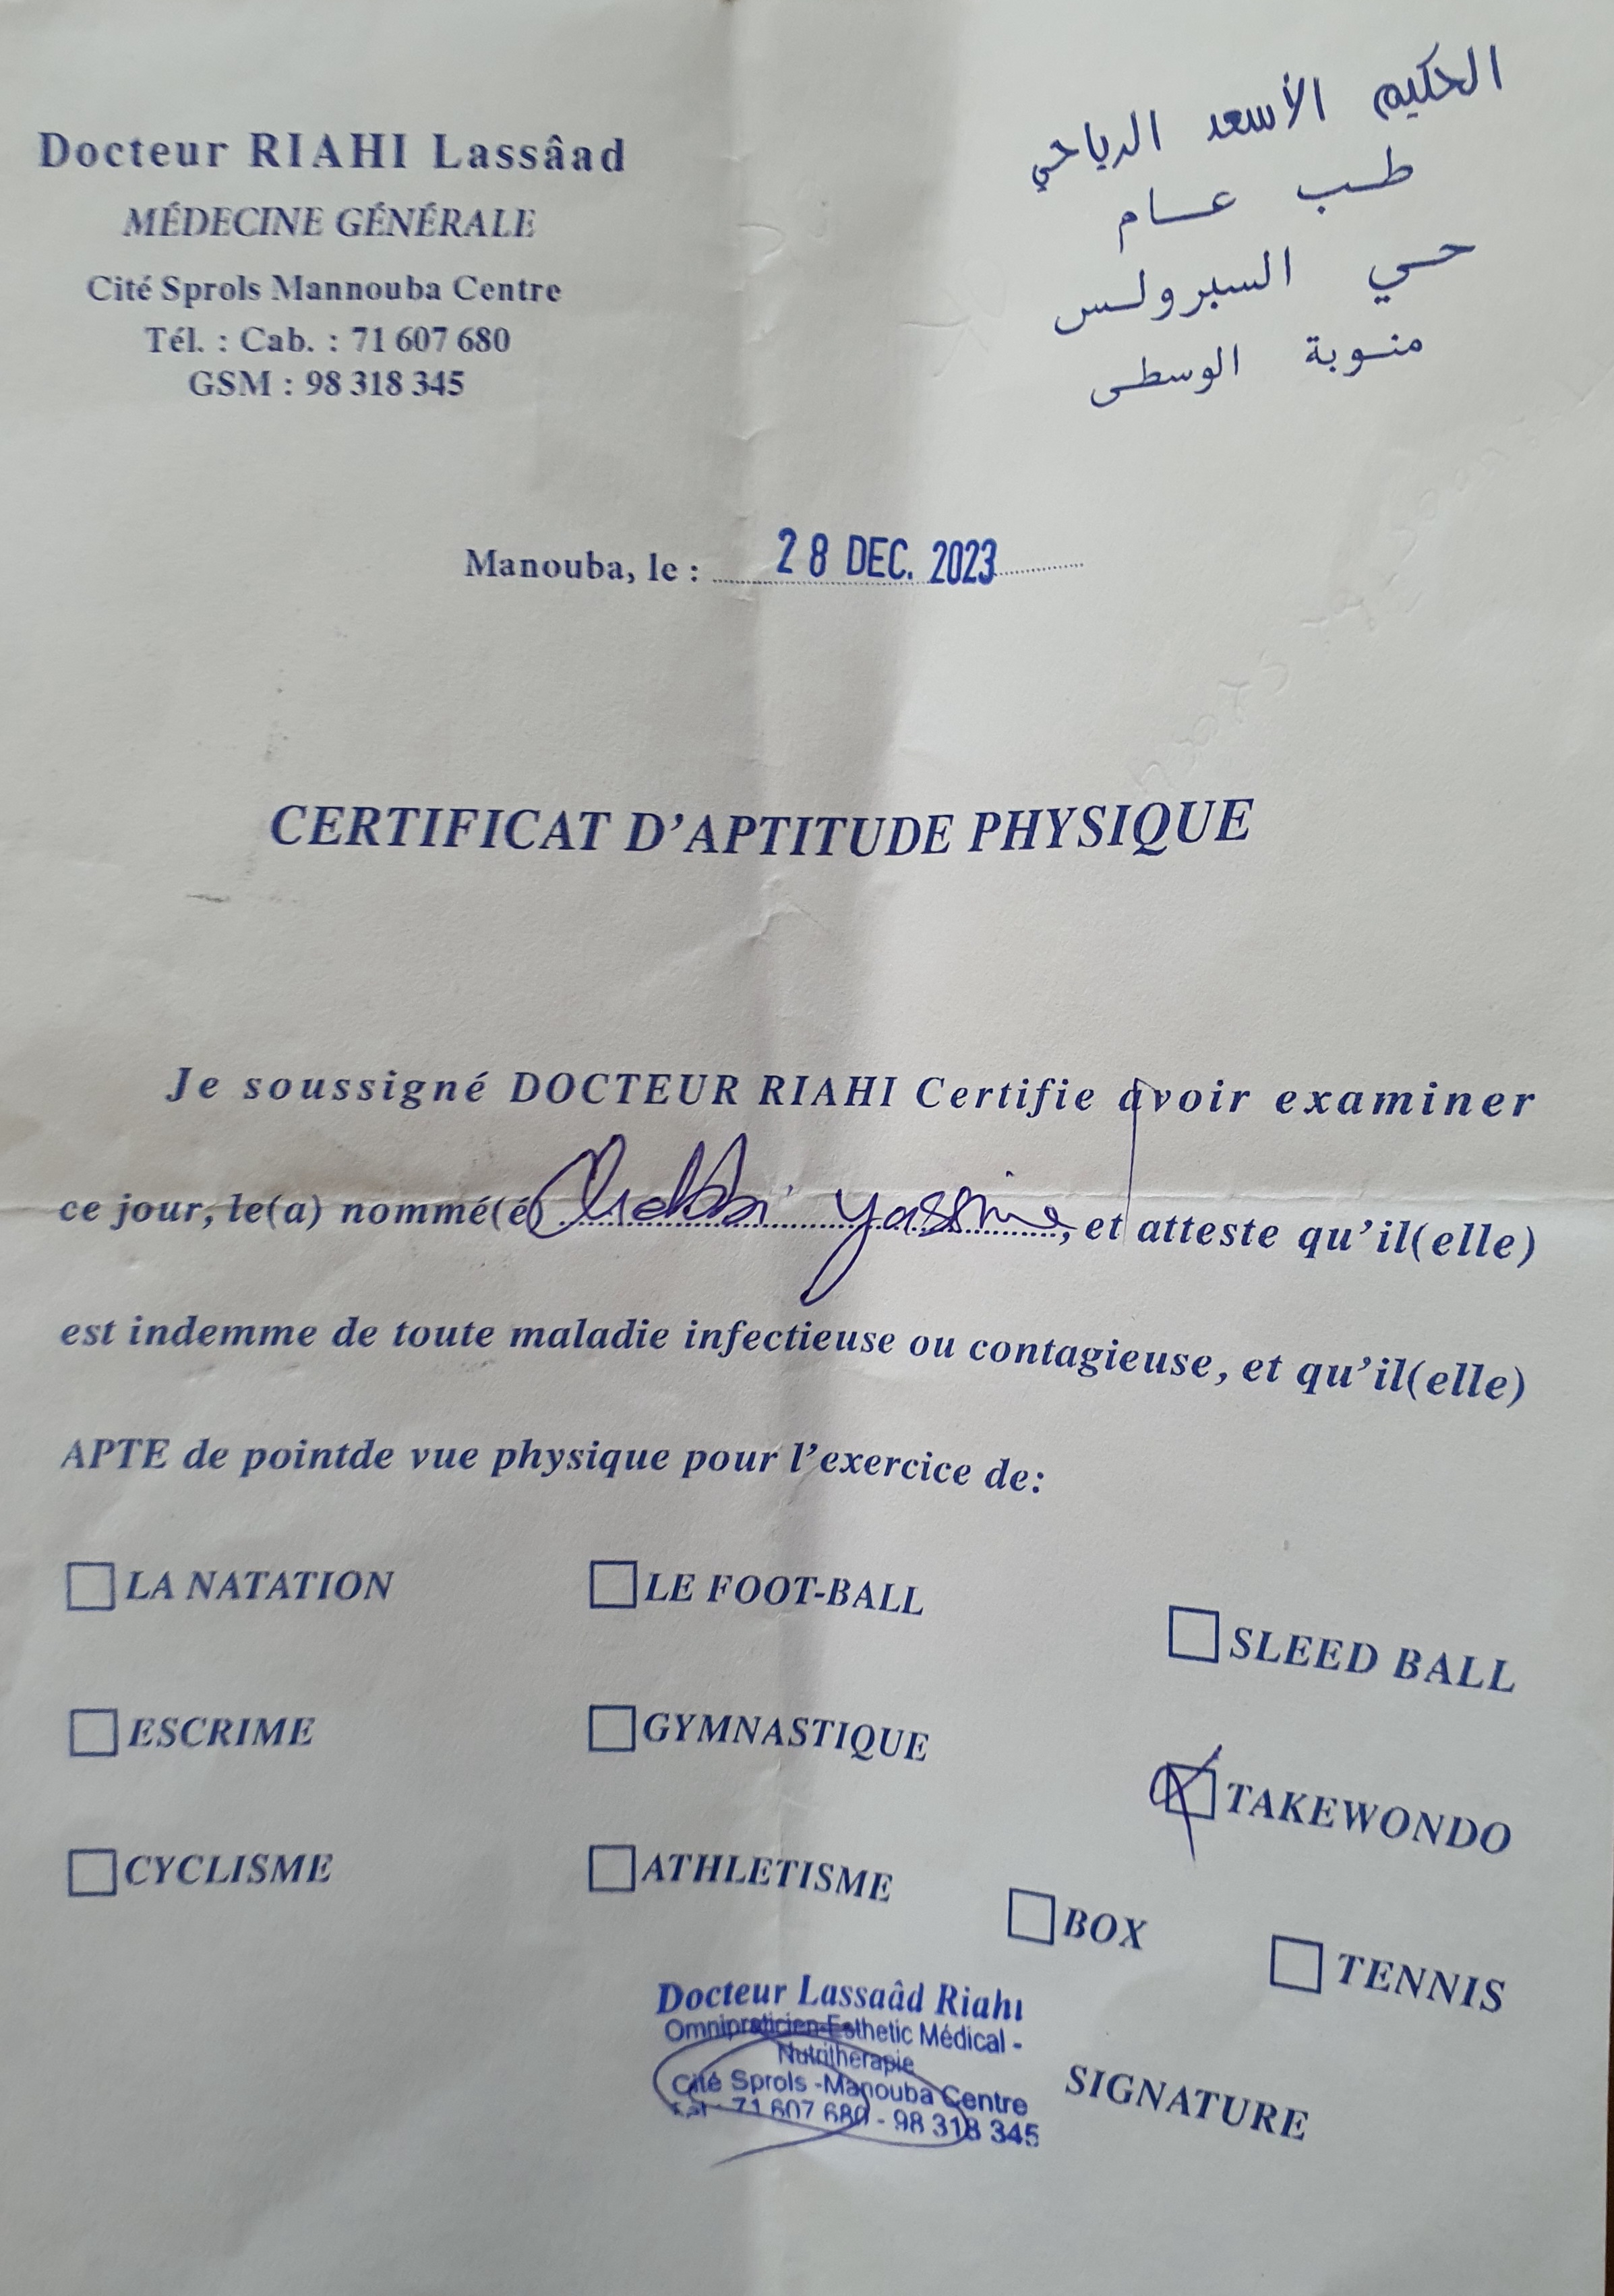 Docteur RIAHI Lassâad
MÉDECINE GÉNÉRALE
Cité Sprols Mannouba Centre
Tél. : Cab. : 71 607 680
GSM : 98 318 345
الحكيم الأسعد الرياحي
طب عام
حي السبرولس
منوبة الوسطى
Manouba, le : 28 DEC. 2023
CERTIFICAT D'APTITUDE PHYSIQUE
Je soussigné DOCTEUR RIAHI Certifie avoir examiner
ce jour, le(a) nommé(é) Chebbi Yassine, et atteste qu'il(elle)
est indemme de toute maladie infectieuse ou contagieuse, et qu'il(elle)
APTE de pointde vue physique pour l'exercice de:
LA NATATION LE FOOT-BALL SLEED BALL
ESCRIME GYMNASTIQUE TAKEWONDO
CYCLISME ATHLETISME BOX TENNIS
Docteur Lassaâd Riahi
Omnipraticien-Esthetic Médical -
Nutritherapie
Cité Sprols -Manouba Centre
Tél : 71 607 680 - 98 318 345
SIGNATURE